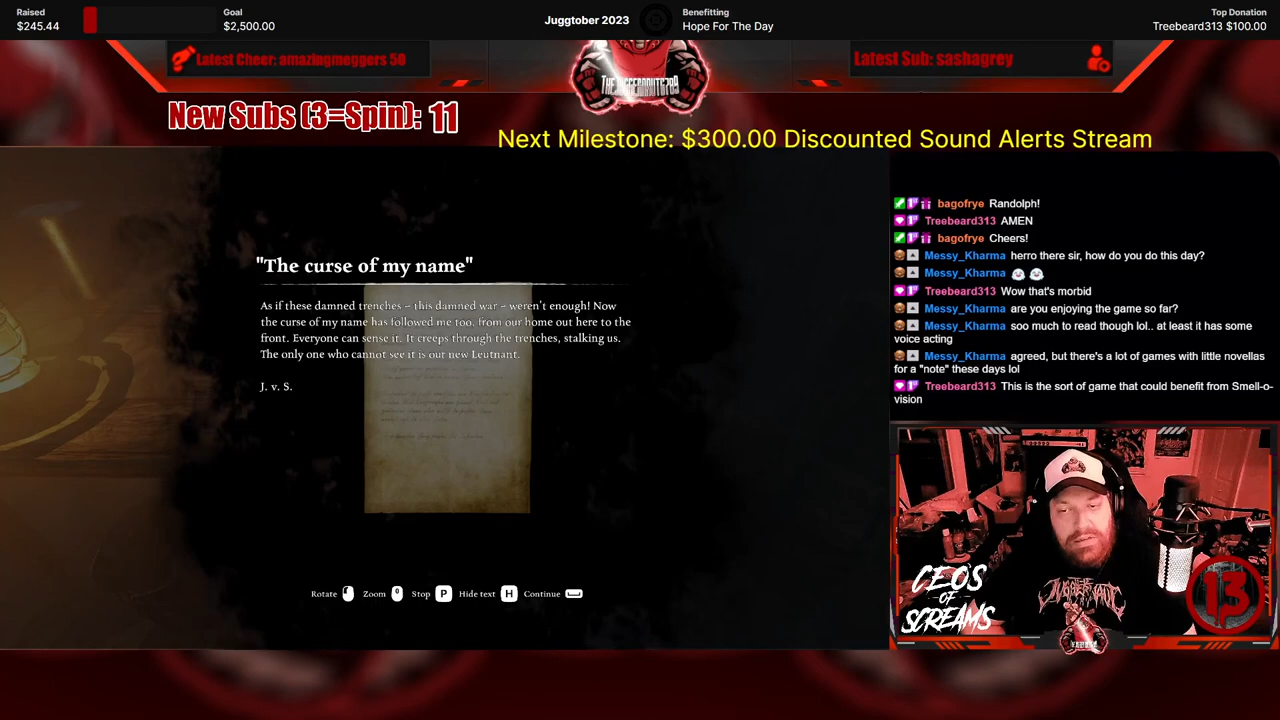 Raised
$245.44
Goal
$2,500.00
Juggtober 2023
Benefitting
Hope For The Day
Top Donation
Treebeard313 $100.00
Latest Cheer: amazingmeggers 50
THEJUGGERNAUT6789
Latest Sub: sashagrey
New Subs (3=Spin): 11
Next Milestone: $300.00 Discounted Sound Alerts Stream
"The curse of my name"
As if these damned trenches – this damned war – weren't enough! Now
the curse of my name has followed me too, from our home out here to the
front. Everyone can sense it. It creeps through the trenches, stalking us.
The only one who cannot see it is our new Leutnant.
J. v. S.
Rotate Zoom Stop P Hide text H Continue
bagofrye Randolph!
Treebeard313 AMEN
bagofrye Cheers!
Messy_Kharma herro there sir, how do you do this day?
Messy_Kharma
Treebeard313 Wow that's morbid
Messy_Kharma are you enjoying the game so far?
Messy_Kharma soo much to read though lol.. at least it has some
voice acting
Messy_Kharma agreed, but there's a lot of games with little novellas
for a "note" these days lol
Treebeard313 This is the sort of game that could benefit from Smell-o-
vision
CEOS
OF
SCREAMS
THE
JUGGERNAUT
13